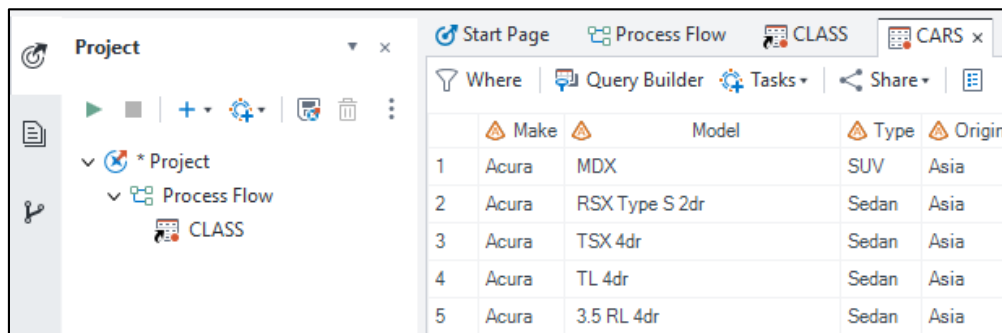 Project
Start Page Process Flow CLASS CARS ×
Where Query Builder Tasks Share
* Project
Process Flow
CLASS
Make Model Type Origin
1 Acura MDX SUV Asia
2 Acura RSX Type S 2dr Sedan Asia
3 Acura TSX 4dr Sedan Asia
4 Acura TL 4dr Sedan Asia
5 Acura 3.5 RL 4dr Sedan Asia